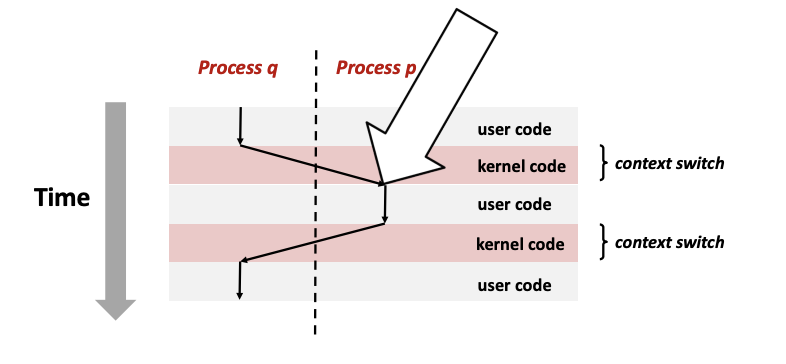 Process q
Process p
user code
kernel code
context switch
Time
user code
kernel code
context switch
user code